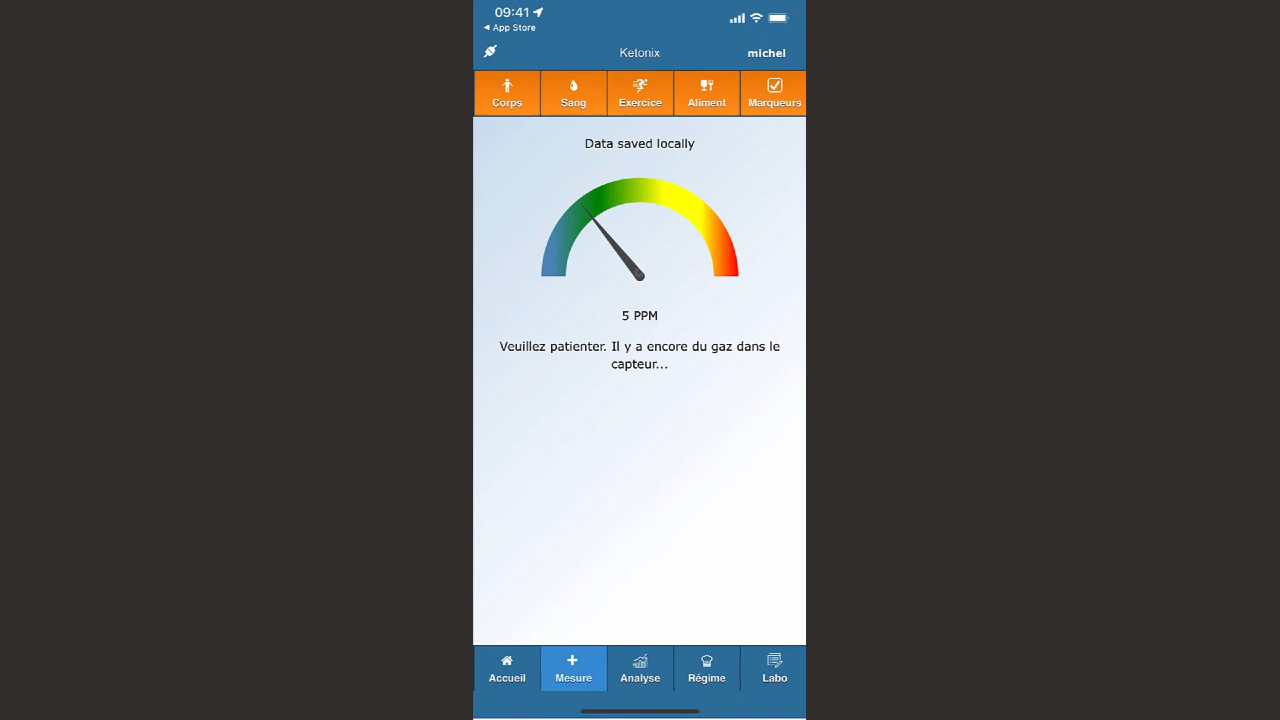 09:41
App Store
Ketonix
michel
Corps
Sang
Exercice
Aliment
Marqueurs
Data saved locally
5 PPM
Veuillez patienter. Il y a encore du gaz dans le
capteur...
Accueil
Mesure
Analyse
Régime
Labo